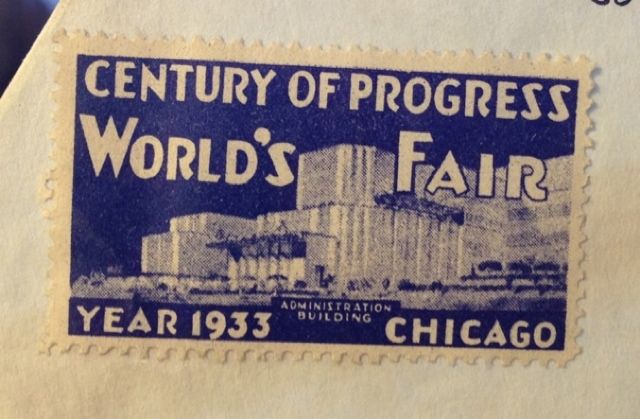 CENTURY OF PROGRESS
WORLD'S FAIR
ADMINISTRATION
BUILDING
YEAR 1933 CHICAGO